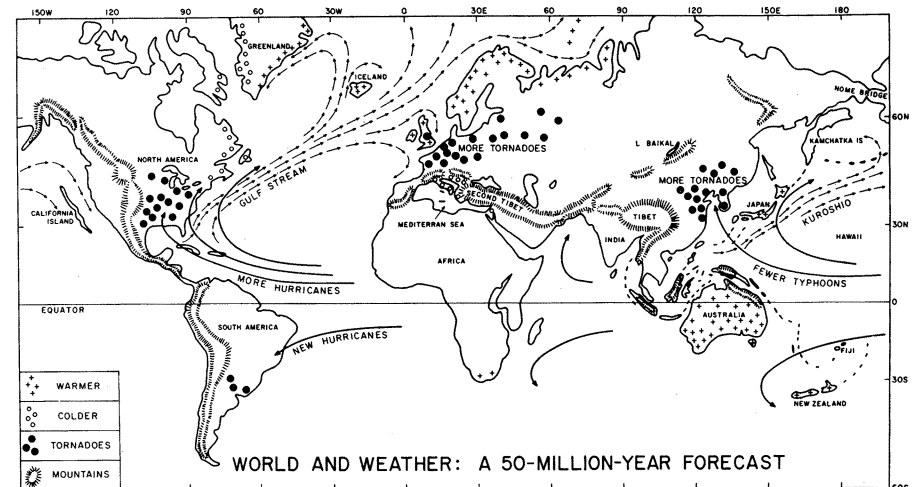 150W 120 90 60 30W 0 30E 60 90 120 150E 180
GREENLAND
ICELAND
NOME BRIDGE
60N
L. BAIKAL
KAMCHATKA IS
MORE TORNADOES
NORTH AMERICA
MORE TORNADOES
GULF STREAM
SECOND TIBET
JAPAN
KUROSHIO
CALIFORNIA
ISLAND
TIBET
MEDITERRAN SEA
30N
INDIA
HAWAII
AFRICA
MORE HURRICANES
FEWER TYPHOONS
EQUATOR
0
AUSTRALIA
SOUTH AMERICA
NEW HURRICANES
FIJI
30S
WARMER
NEW ZEALAND
COLDER
TORNADOES
WORLD AND WEATHER: A 50-MILLION-YEAR FORECAST
MOUNTAINS